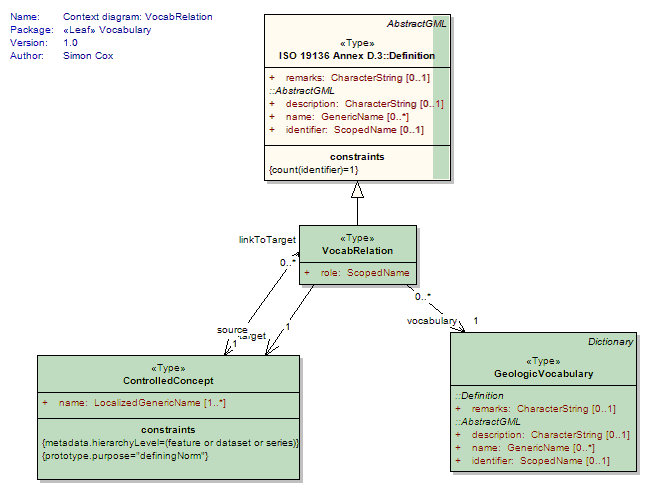 Name: Context diagram: VocabRelation
Package: «Leaf» Vocabulary
Version: 1.0
Author: Simon Cox
AbstractGML
«Type»
ISO 19136 Annex D.3::Definition
+ remarks: CharacterString [0..1]
::AbstractGML
+ description: CharacterString [0..1]
+ name: GenericName [0..*]
+ identifier: ScopedName [0..1]
constraints
{count(identifier)=1}
«Type»
VocabRelation
+ role: ScopedName
linkToTarget
0..*
source
1
target
1
0..*
vocabulary
1
«Type»
ControlledConcept
+ name: LocalizedGenericName [1..*]
constraints
{metadata.hierarchyLevel=(feature or dataset or series)}
{prototype.purpose="definingNorm"}
Dictionary
«Type»
GeologicVocabulary
::Definition
+ remarks: CharacterString [0..1]
::AbstractGML
+ description: CharacterString [0..1]
+ name: GenericName [0..*]
+ identifier: ScopedName [0..1]